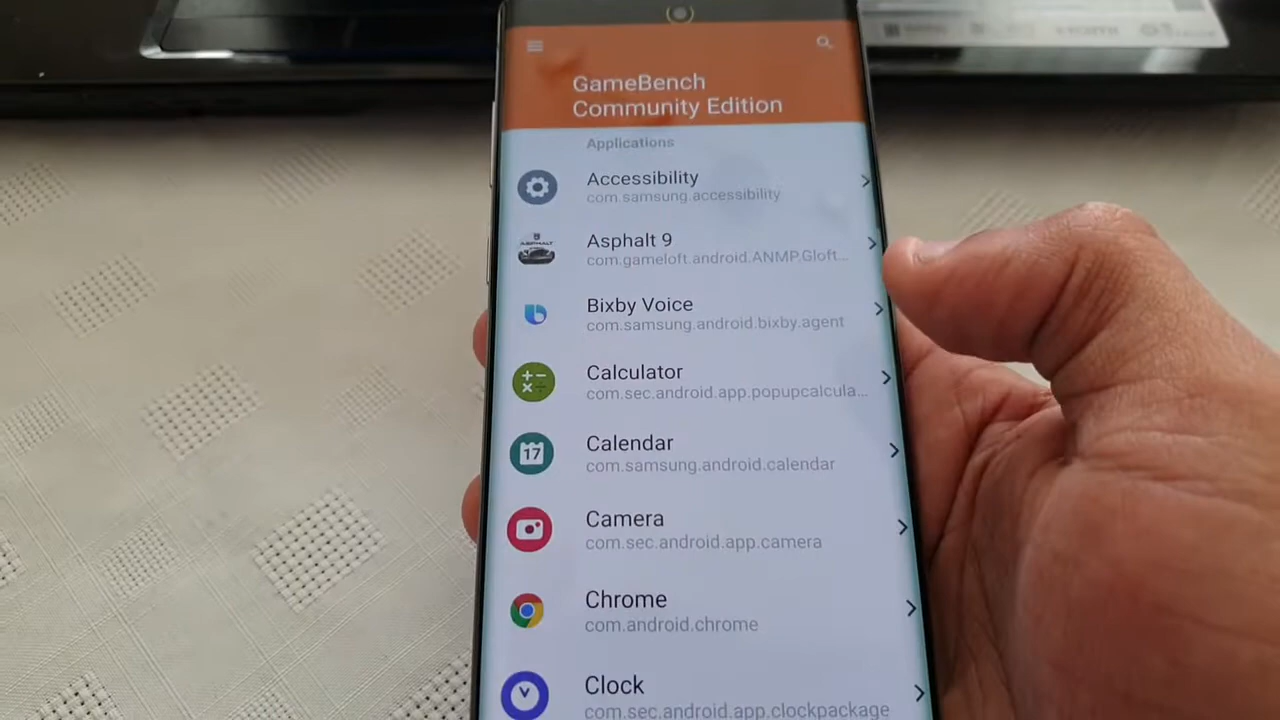 GameBench
Community Edition
Applications
Accessibility
com.samsung.accessibility
Asphalt 9
com.gameloft.android.ANMP.Gloft...
Bixby Voice
com.samsung.android.bixby.agent
Calculator
com.sec.android.app.popupcalcula...
Calendar
17
com.samsung.android.calendar
Camera
com.sec.android.app.camera
Chrome
com.android.chrome
Clock
com.sec.android.app.clockpackage